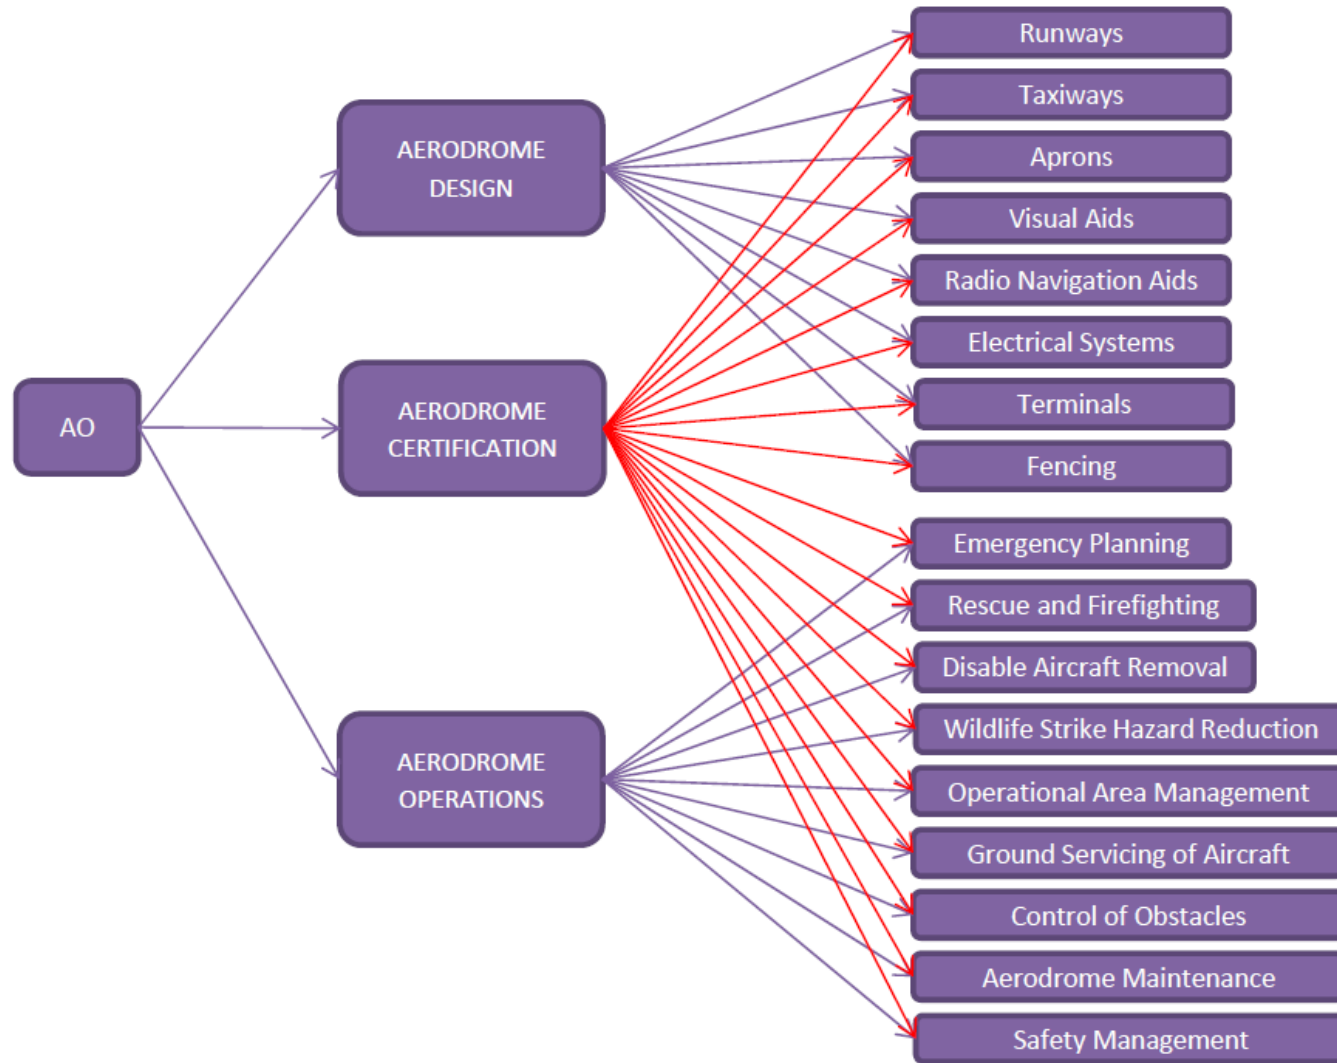 AO
AERODROME
DESIGN
AERODROME
CERTIFICATION
AERODROME
OPERATIONS
Runways
Taxiways
Aprons
Visual Aids
Radio Navigation Aids
Electrical Systems
Terminals
Fencing
Emergency Planning
Rescue and Firefighting
Disable Aircraft Removal
Wildlife Strike Hazard Reduction
Operational Area Management
Ground Servicing of Aircraft
Control of Obstacles
Aerodrome Maintenance
Safety Management